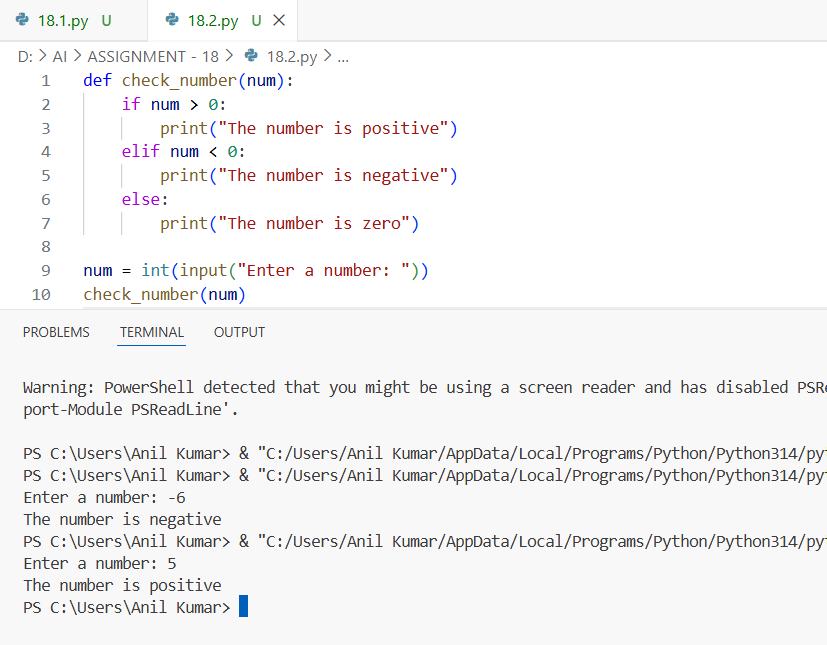 18.1.py U 18.2.py U
D: > AI > ASSIGNMENT - 18 > 18.2.py > ...
1 def check_number(num):
2     if num > 0:
3         print("The number is positive")
4     elif num < 0:
5         print("The number is negative")
6     else:
7         print("The number is zero")
8
9 num = int(input("Enter a number: "))
10 check_number(num)
PROBLEMS TERMINAL OUTPUT
Warning: PowerShell detected that you might be using a screen reader and has disabled PSRe
port-Module PSReadLine'.
PS C:\Users\Anil Kumar> & "C:/Users/Anil Kumar/AppData/Local/Programs/Python/Python314/pyt
PS C:\Users\Anil Kumar> & "C:/Users/Anil Kumar/AppData/Local/Programs/Python/Python314/pyt
Enter a number: -6
The number is negative
PS C:\Users\Anil Kumar> & "C:/Users/Anil Kumar/AppData/Local/Programs/Python/Python314/pyt
Enter a number: 5
The number is positive
PS C:\Users\Anil Kumar>